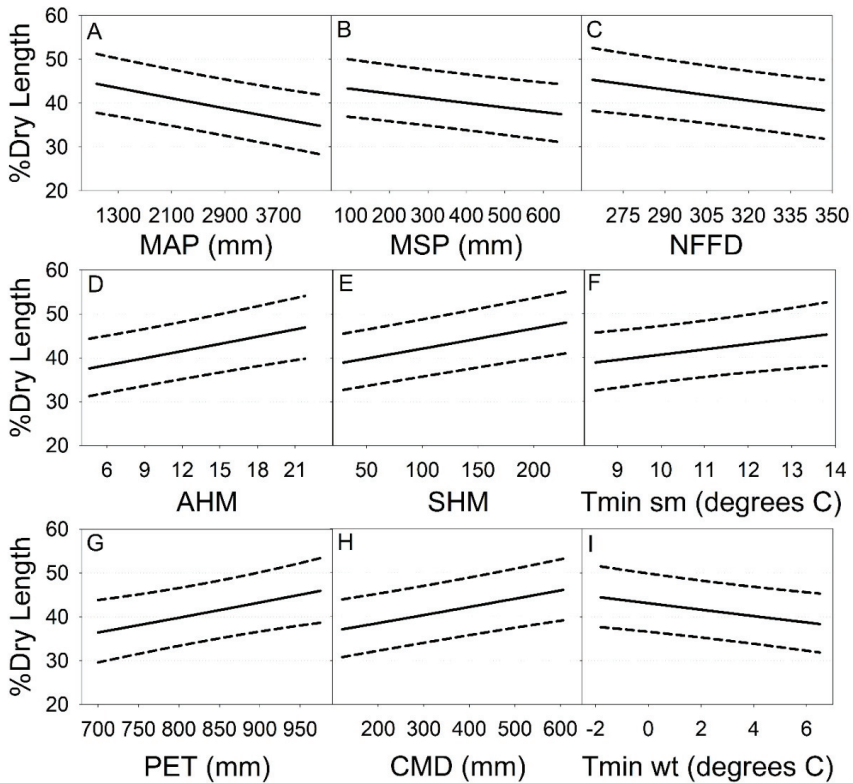 60 A B C
50
40
30
20
%Dry Length
1300 2100 2900 3700 100 200 300 400 500 600 275 290 305 320 335 350
MAP (mm) MSP (mm) NFFD
60 D E F
50
40
30
20
%Dry Length
6 9 12 15 18 21 50 100 150 200 9 10 11 12 13 14
AHM SHM Tmin sm (degrees C)
60 G H I
50
40
30
20
%Dry Length
700 750 800 850 900 950 200 300 400 500 600 -2 0 2 4 6
PET (mm) CMD (mm) Tmin wt (degrees C)